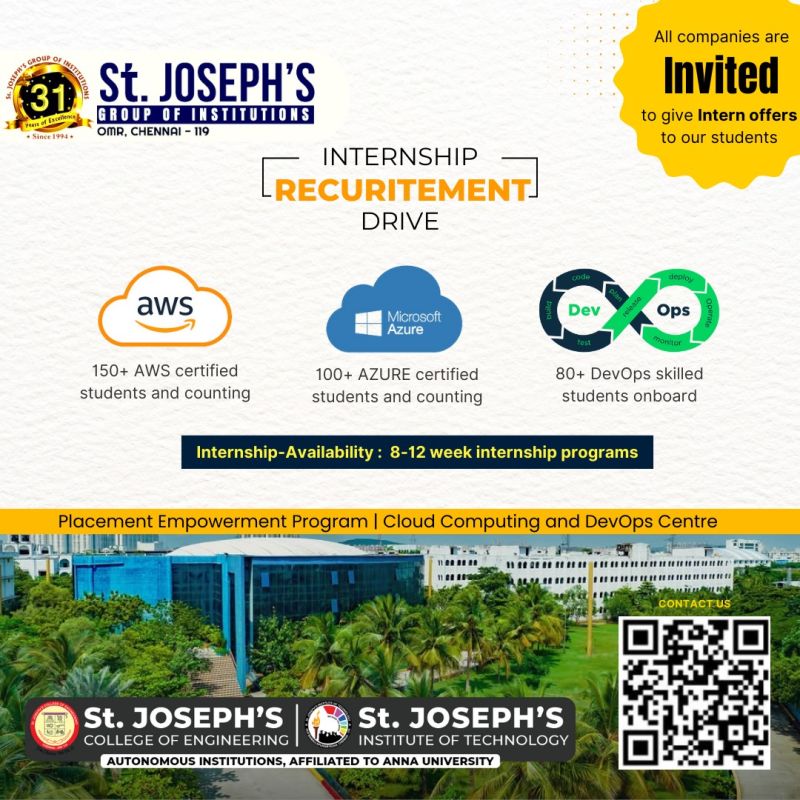 St. JOSEPH'S GROUP OF INSTITUTIONS
31
Years of Excellence
Since 1994
St. JOSEPH'S
GROUP OF INSTITUTIONS
OMR, CHENNAI - 119
All companies are
Invited
to give Intern offers
to our students
INTERNSHIP
RECURITEMENT
DRIVE
aws
150+ AWS certified
students and counting
Microsoft
Azure
100+ AZURE certified
students and counting
code
plan
build
test
release
deploy
Operate
monitor
Dev
Ops
80+ DevOps skilled
students onboard
Internship-Availability : 8-12 week internship programs
Placement Empowerment Program | Cloud Computing and DevOps Centre
CONTACT US
St. JOSEPH'S
COLLEGE OF ENGINEERING
St. JOSEPH'S
INSTITUTE OF TECHNOLOGY
AUTONOMOUS INSTITUTIONS, AFFILIATED TO ANNA UNIVERSITY